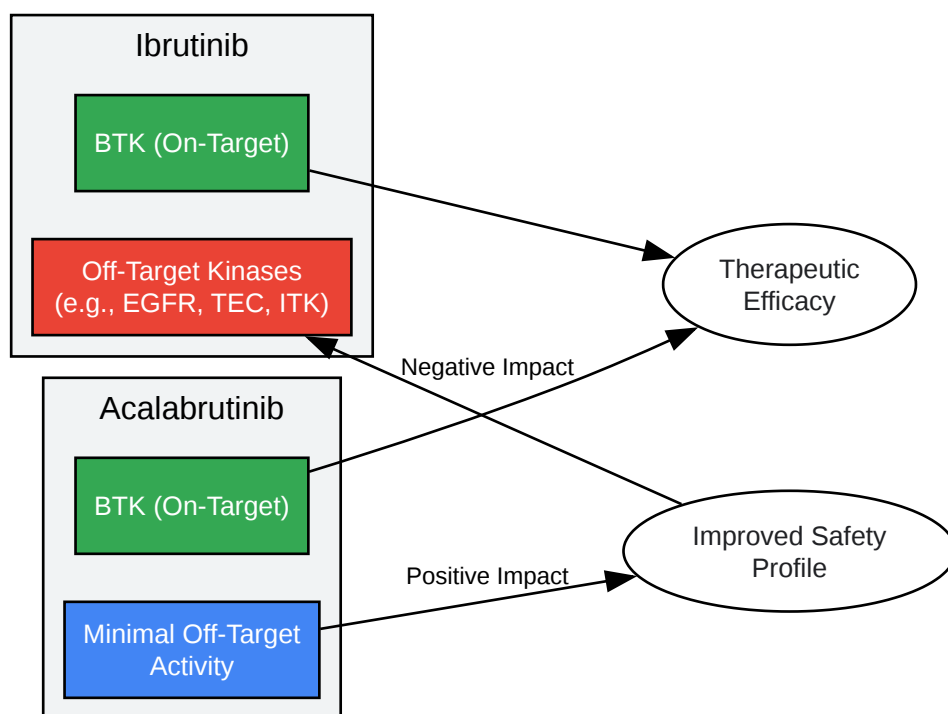 Ibrutinib
BTK (On-Target)
Off-Target Kinases
(e.g., EGFR, TEC, ITK)
Acalabrutinib
BTK (On-Target)
Minimal Off-Target
Activity
Negative Impact
Positive Impact
Therapeutic
Efficacy
Improved Safety
Profile